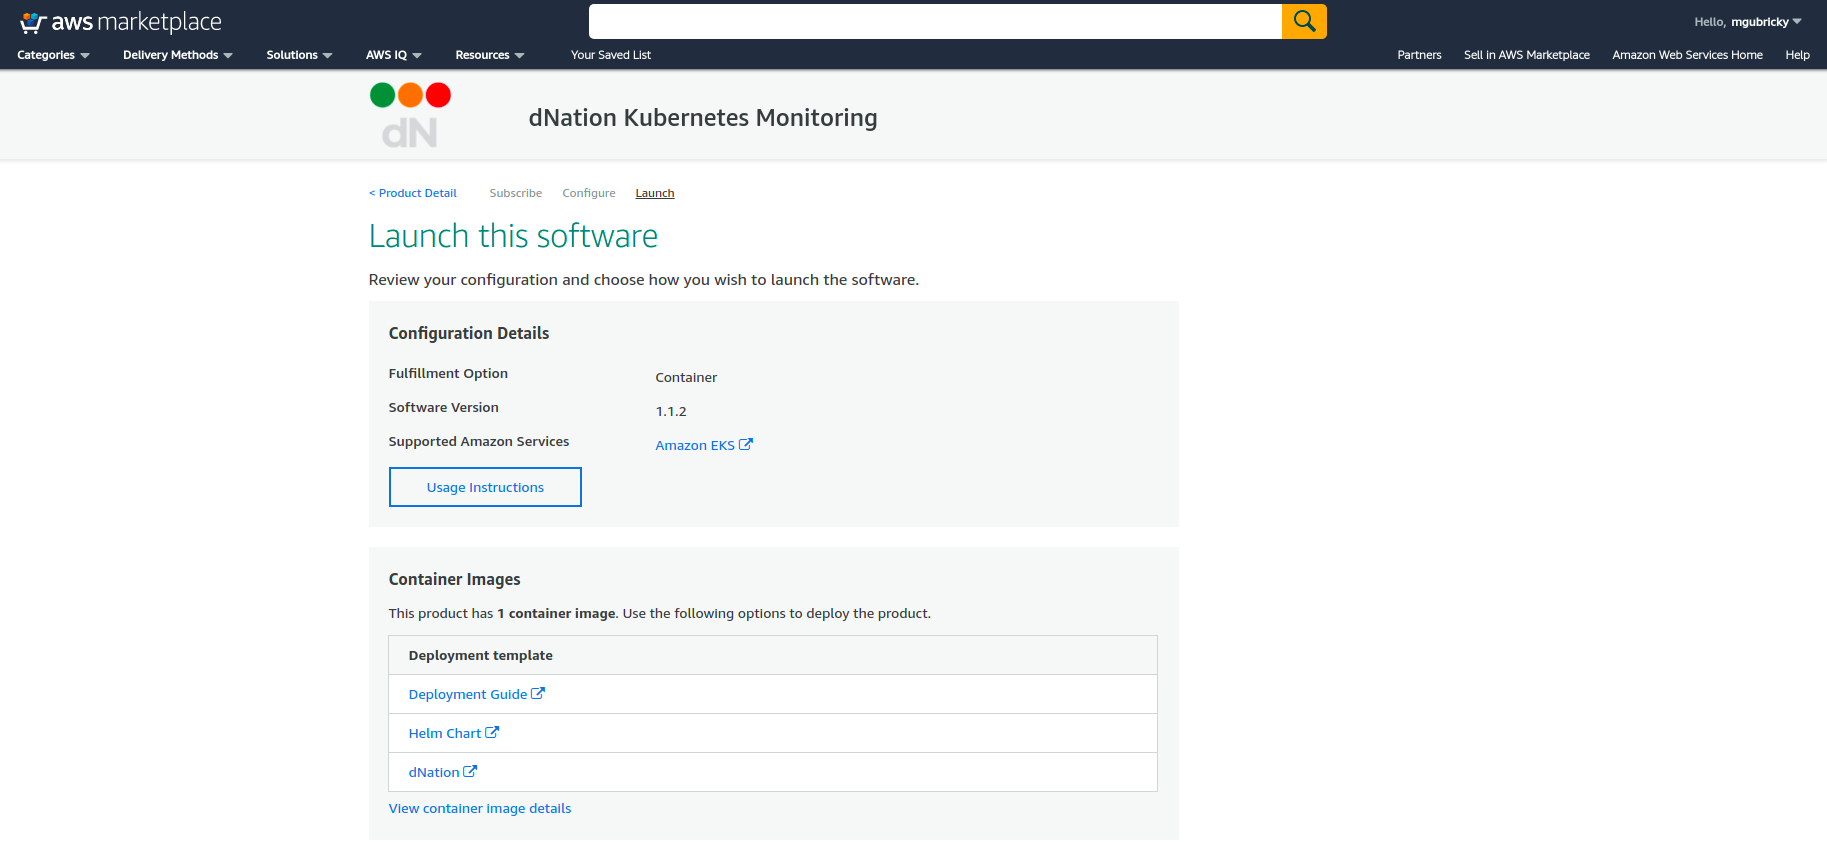 aws marketplace
Hello, mgubricky
Categories Delivery Methods Solutions AWS IQ Resources Your Saved List Partners Sell in AWS Marketplace Amazon Web Services Home Help
dN
dNation Kubernetes Monitoring
< Product Detail Subscribe Configure Launch
Launch this software
Review your configuration and choose how you wish to launch the software.
Configuration Details
Fulfillment Option Container
Software Version 1.1.2
Supported Amazon Services Amazon EKS
Usage Instructions
Container Images
This product has 1 container image. Use the following options to deploy the product.
Deployment template
Deployment Guide
Helm Chart
dNation
View container image details